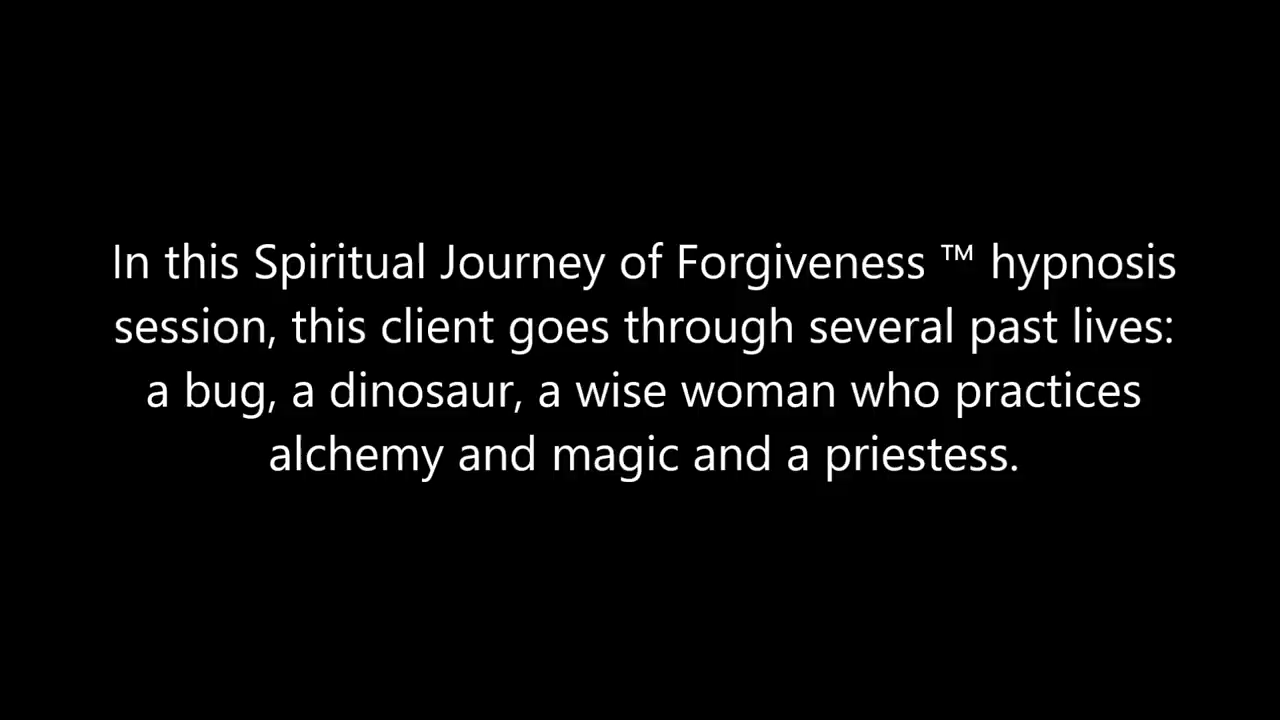 In this Spiritual Journey of Forgiveness ™ hypnosis
session, this client goes through several past lives:
a bug, a dinosaur, a wise woman who practices
alchemy and magic and a priestess.